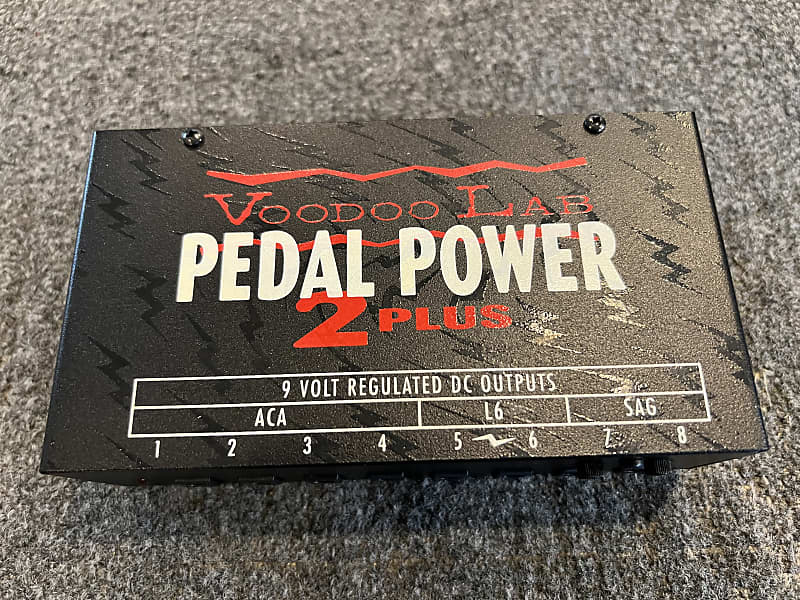 VOODOO LAB
PEDAL POWER
2 PLUS
9 VOLT REGULATED DC OUTPUTS
ACA L6 SAG
1 2 3 4 5 6 7 8